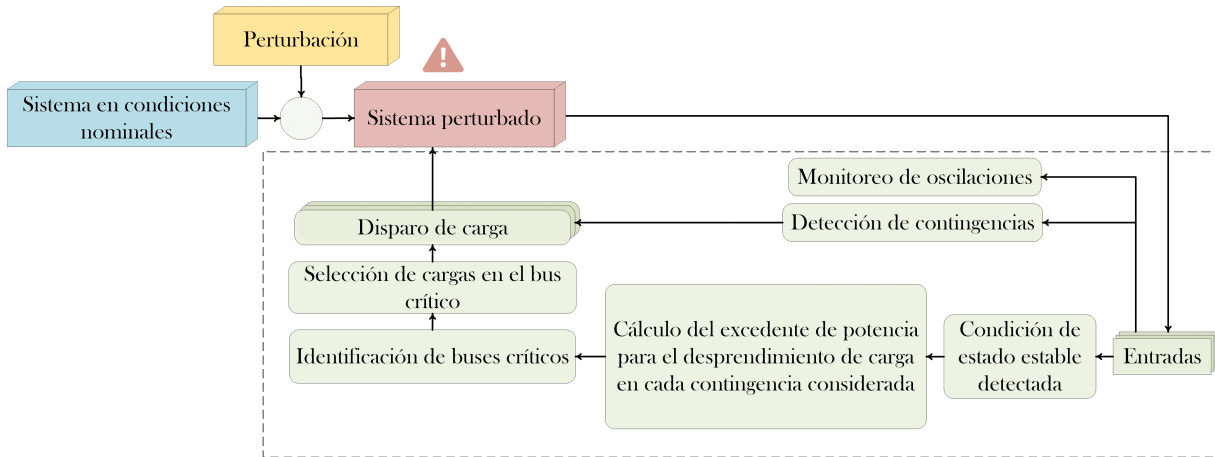 Perturbación
Sistema en condiciones
nominales
Sistema perturbado
Monitoreo de oscilaciones
Detección de contingencias
Disparo de carga
Selección de cargas en el bus
crítico
Identificación de buses críticos
Cálculo del excedente de potencia
para el desprendimiento de carga
en cada contingencia considerada
Condición de
estado estable
detectada
Entradas